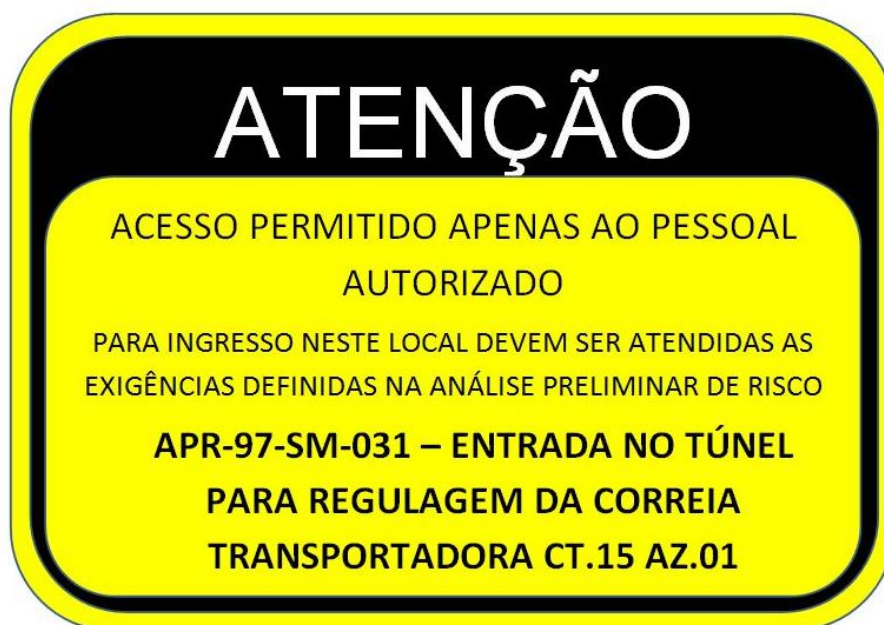 ATENÇÃO
ACESSO PERMITIDO APENAS AO PESSOAL
AUTORIZADO
PARA INGRESSO NESTE LOCAL DEVEM SER ATENDIDAS AS
EXIGÊNCIAS DEFINIDAS NA ANÁLISE PRELIMINAR DE RISCO
APR-97-SM-031 – ENTRADA NO TÚNEL
PARA REGULAGEM DA CORREIA
TRANSPORTADORA CT.15 AZ.01